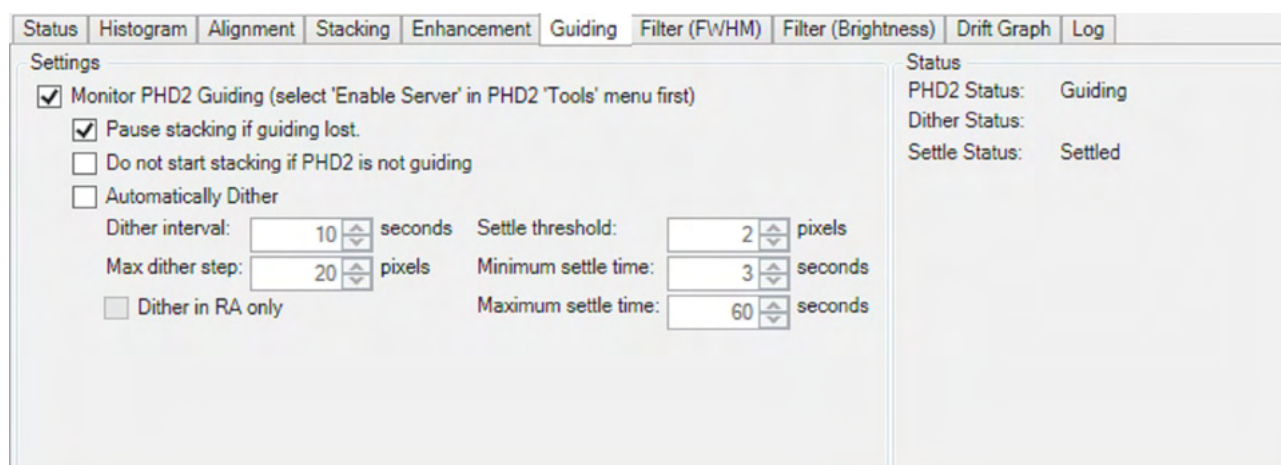 Status Histogram Alignment Stacking Enhancement Guiding Filter (FWHM) Filter (Brightness) Drift Graph Log
Settings
Monitor PHD2 Guiding (select 'Enable Server' in PHD2 'Tools' menu first)
Pause stacking if guiding lost.
Do not start stacking if PHD2 is not guiding
Automatically Dither
Dither interval: 10 seconds Settle threshold: 2 pixels
Max dither step: 20 pixels Minimum settle time: 3 seconds
Dither in RA only Maximum settle time: 60 seconds
Status
PHD2 Status: Guiding
Dither Status:
Settle Status: Settled